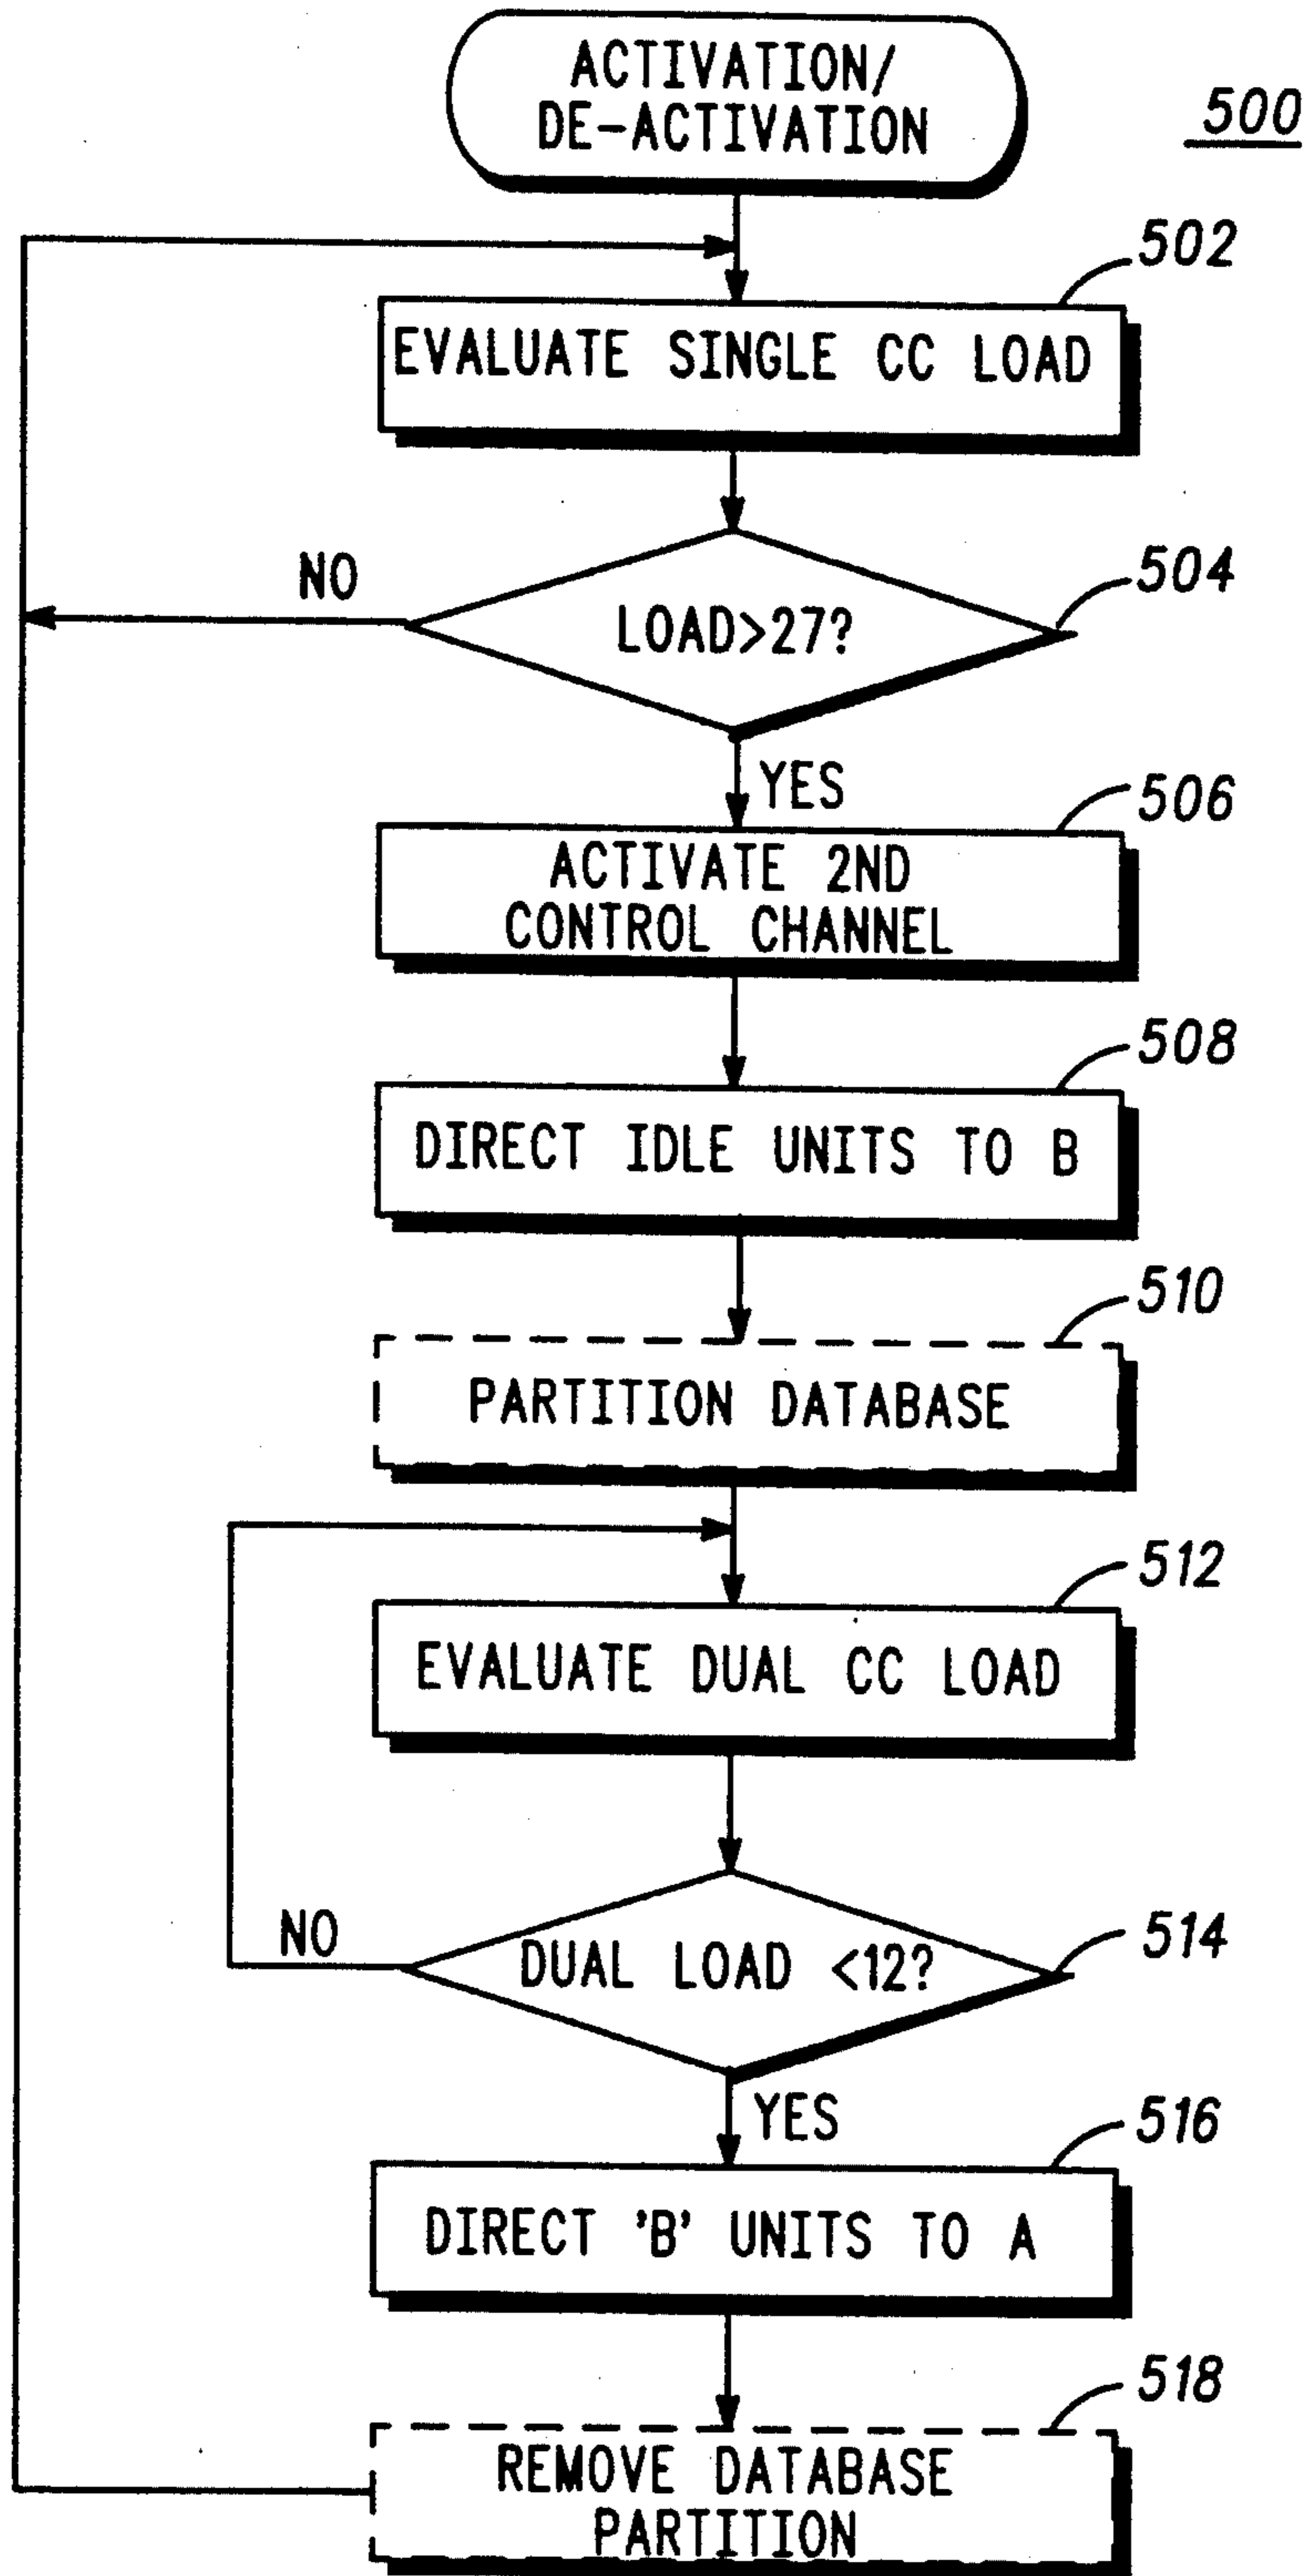 ACTIVATION/
DE-ACTIVATION
500
502
EVALUATE SINGLE CC LOAD
504
NO
LOAD>27?
YES
506
ACTIVATE 2ND
CONTROL CHANNEL
508
DIRECT IDLE UNITS TO B
510
PARTITION DATABASE
512
EVALUATE DUAL CC LOAD
514
NO
DUAL LOAD <12?
YES
516
DIRECT 'B' UNITS TO A
518
REMOVE DATABASE
PARTITION